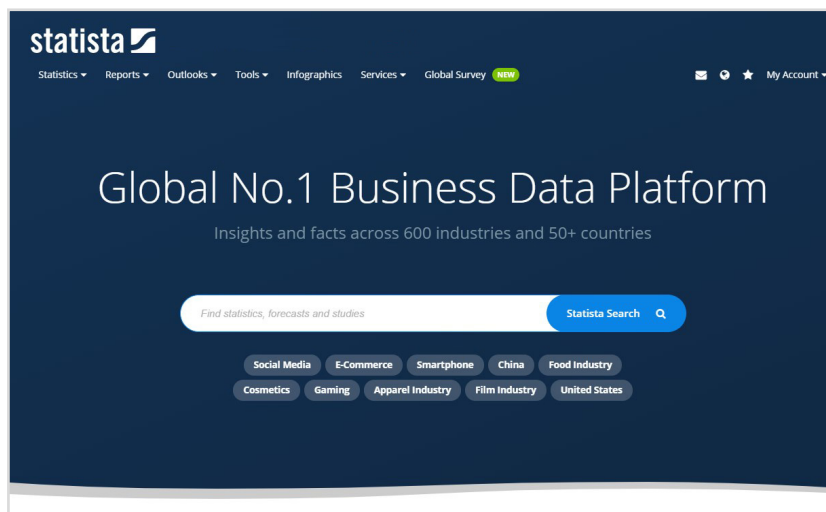 statista
Statistics Reports Outlooks Tools Infographics Services Global Survey NEW My Account
Global No.1 Business Data Platform
Insights and facts across 600 industries and 50+ countries
Find statistics, forecasts and studies Statista Search
Social Media E-Commerce Smartphone China Food Industry
Cosmetics Gaming Apparel Industry Film Industry United States